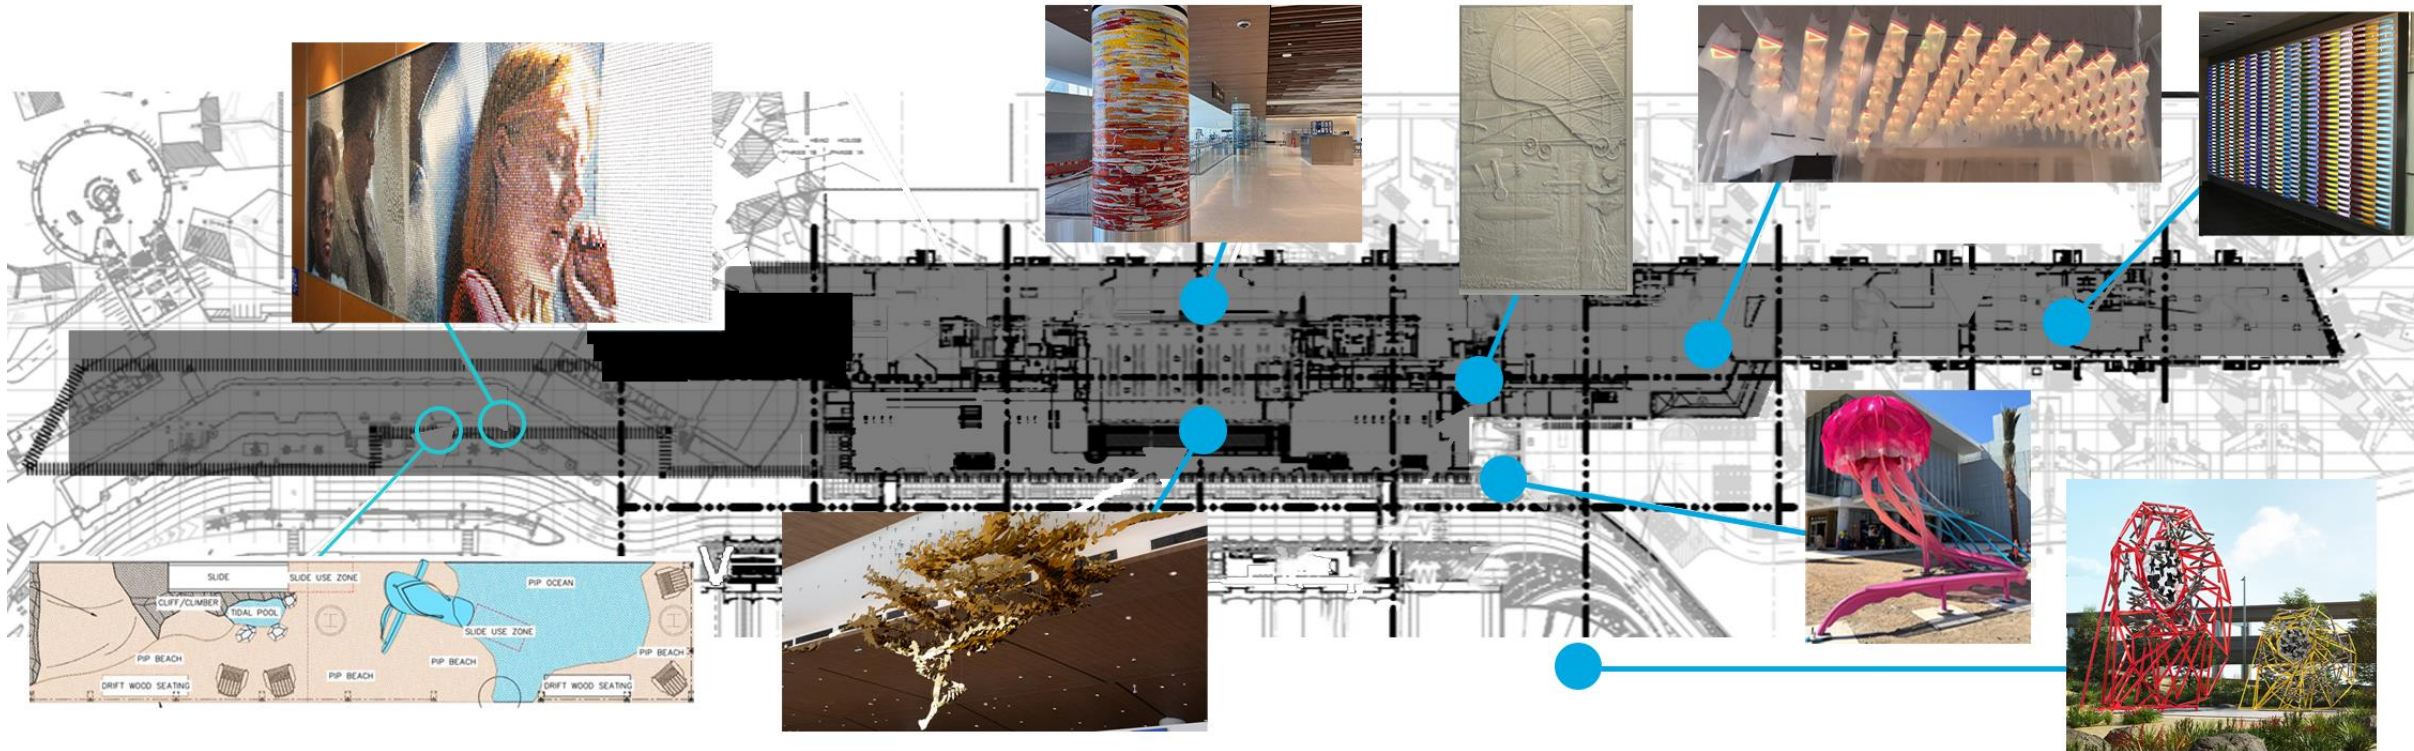 SLIDE
SLIDE USE ZONE
CLIFF/CLIMBER
TIDAL POOL
PIP OCEAN
SLIDE USE ZONE
PIP BEACH
PIP BEACH
PIP BEACH
PIP BEACH
DRIFT WOOD SEATING
DRIFT WOOD SEATING